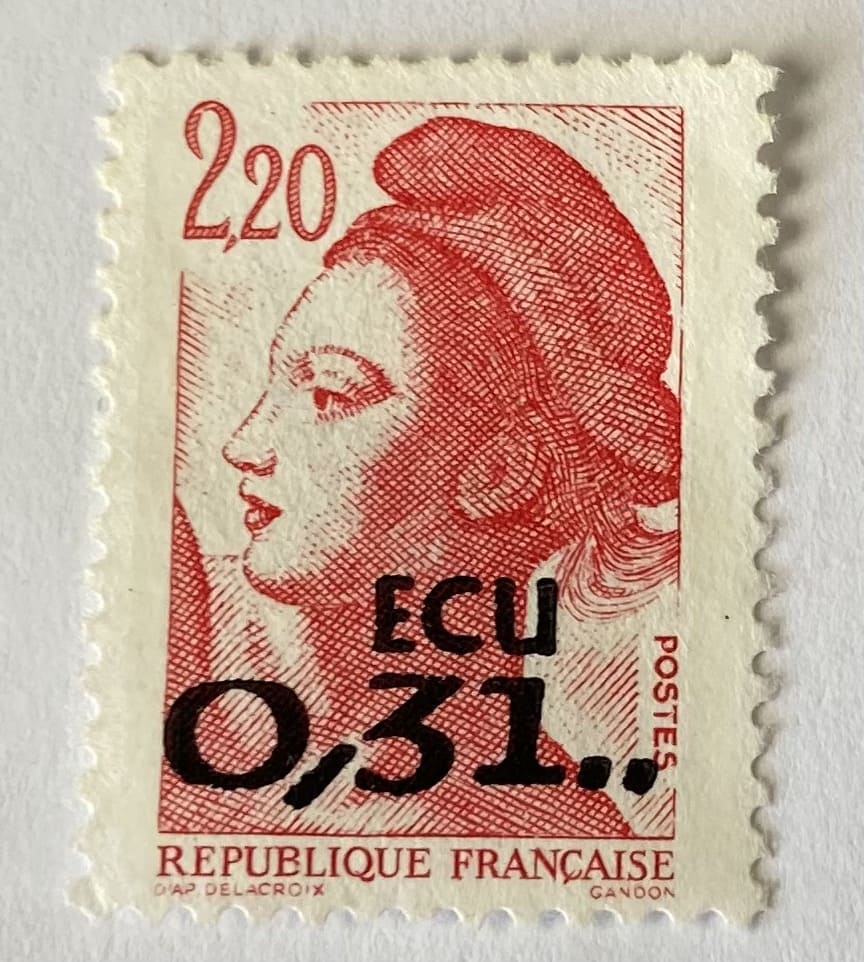 2,20
ECU
0,31..
POSTES
REPUBLIQUE FRANÇAISE
D'AP. DELACROIX
GANDON